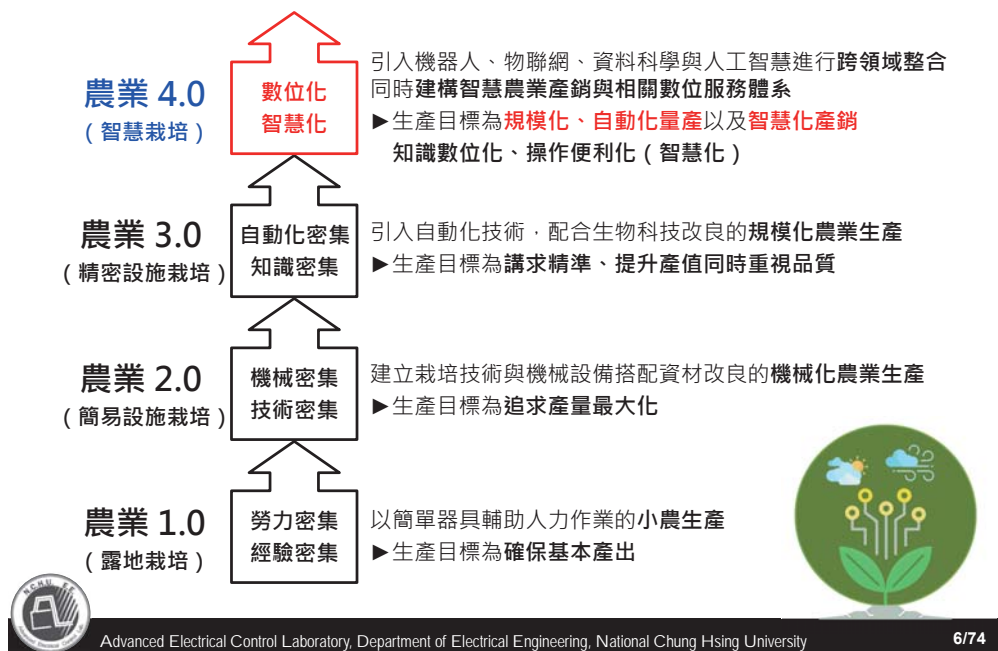 農業 4.0
(智慧栽培)
數位化
智慧化
引入機器人、物聯網、資料科學與人工智慧進行跨領域整合
同時建構智慧農業產銷與相關數位服務體系
►生產目標為規模化、自動化量產以及智慧化產銷
知識數位化、操作便利化(智慧化)
農業 3.0
(精密設施栽培)
自動化密集
知識密集
引入自動化技術,配合生物科技改良的規模化農業生產
►生產目標為講求精準、提升產值同時重視品質
農業 2.0
(簡易設施栽培)
機械密集
技術密集
建立栽培技術與機械設備搭配資材改良的機械化農業生產
►生產目標為追求產量最大化
農業 1.0
(露地栽培)
勞力密集
經驗密集
以簡單器具輔助人力作業的小農生產
►生產目標為確保基本產出
N.C.H.U. E.E.
Advanced Electrical Control Laboratory, Department of Electrical Engineering, National Chung Hsing University
6/74